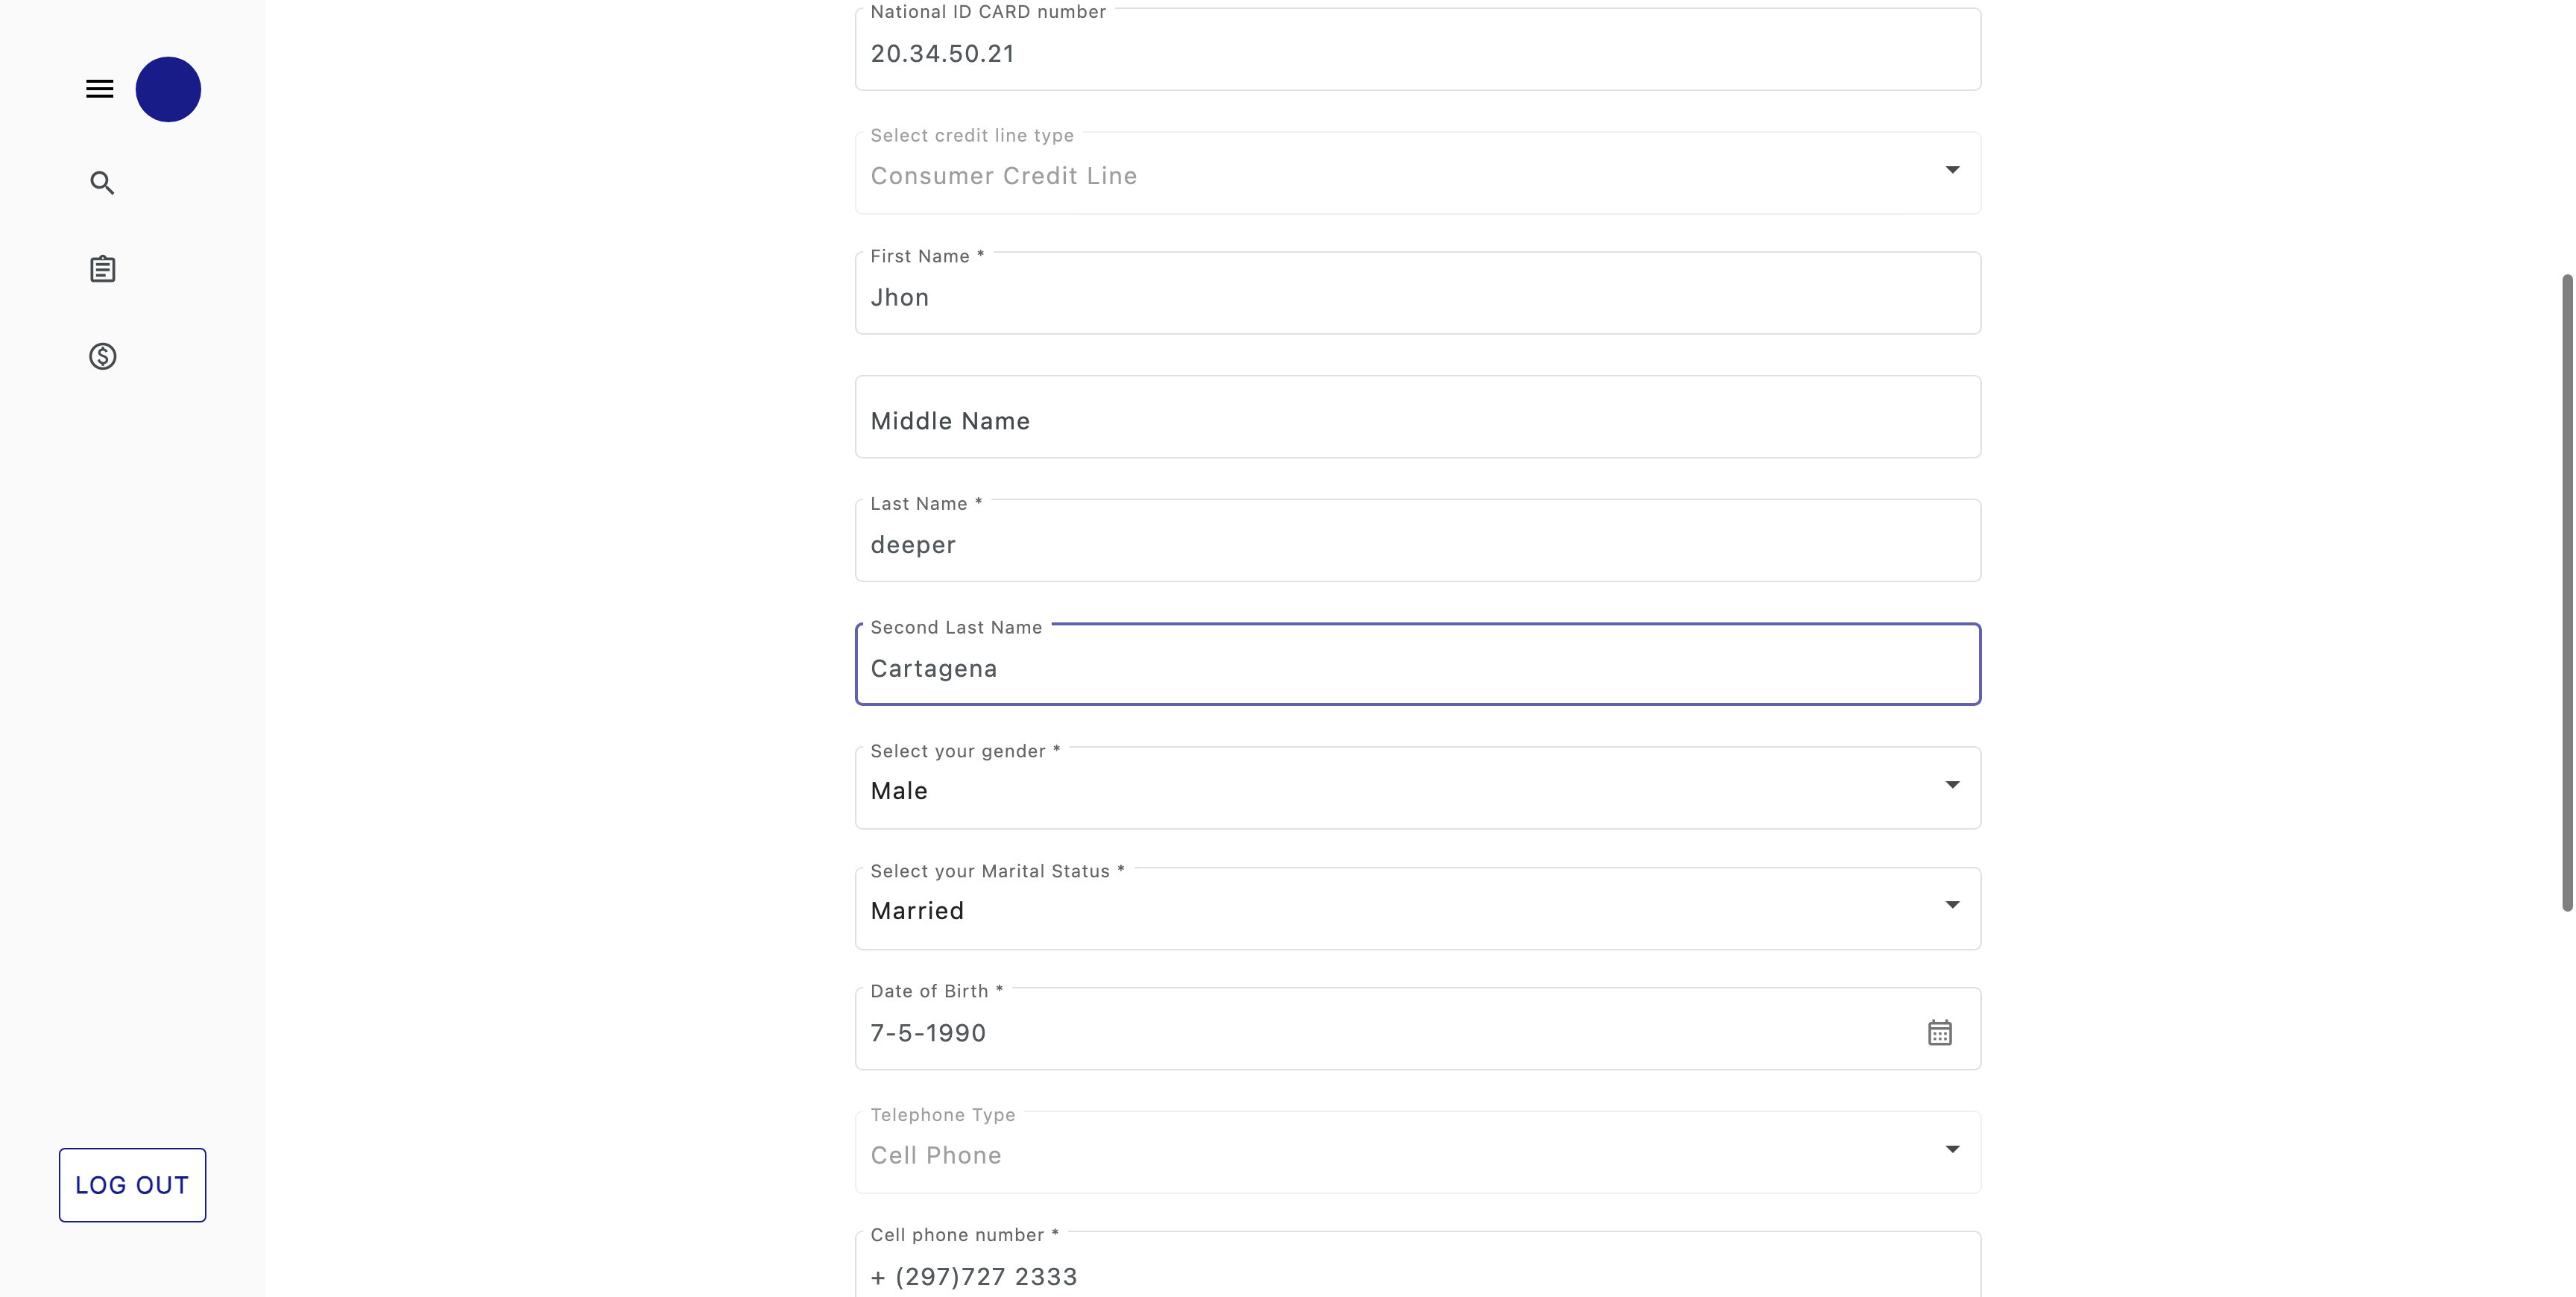 National ID CARD number
20.34.50.21
Select credit line type
Consumer Credit Line
First Name *
Jhon
Middle Name
Last Name *
deeper
Second Last Name
Cartagena
Select your gender *
Male
Select your Marital Status *
Married
Date of Birth *
7-5-1990
Telephone Type
Cell Phone
Cell phone number *
+ (297)727 2333
LOG OUT